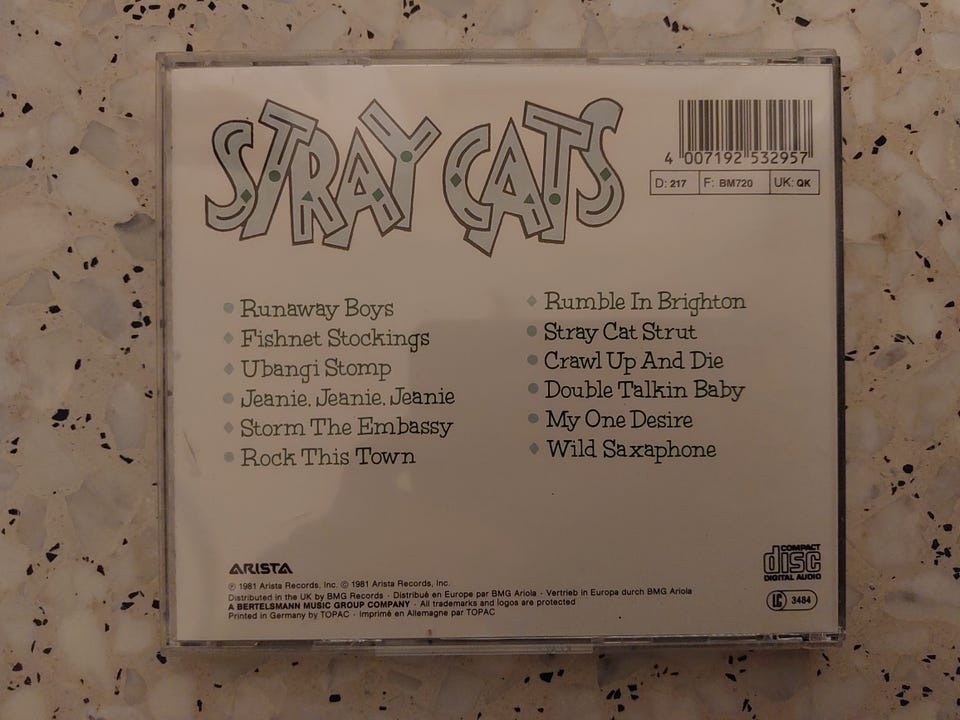 STRAY CATS
4 007192 532957
D: 217 F: BM720 UK: QK
Runaway Boys
Fishnet Stockings
Ubangi Stomp
Jeanie, Jeanie, Jeanie
Storm The Embassy
Rock This Town
Rumble In Brighton
Stray Cat Strut
Crawl Up And Die
Double Talkin Baby
My One Desire
Wild Saxaphone
ARISTA
℗ 1981 Arista Records, Inc. © 1981 Arista Records, Inc.
Distributed in the UK by BMG Records · Distribué en Europe par BMG Ariola · Vertrieb in Europa durch BMG Ariola
A BERTELSMANN MUSIC GROUP COMPANY · All trademarks and logos are protected
Printed in Germany by TOPAC · Imprimé en Allemagne par TOPAC
COMPACT
disc
DIGITAL AUDIO
LC 3484